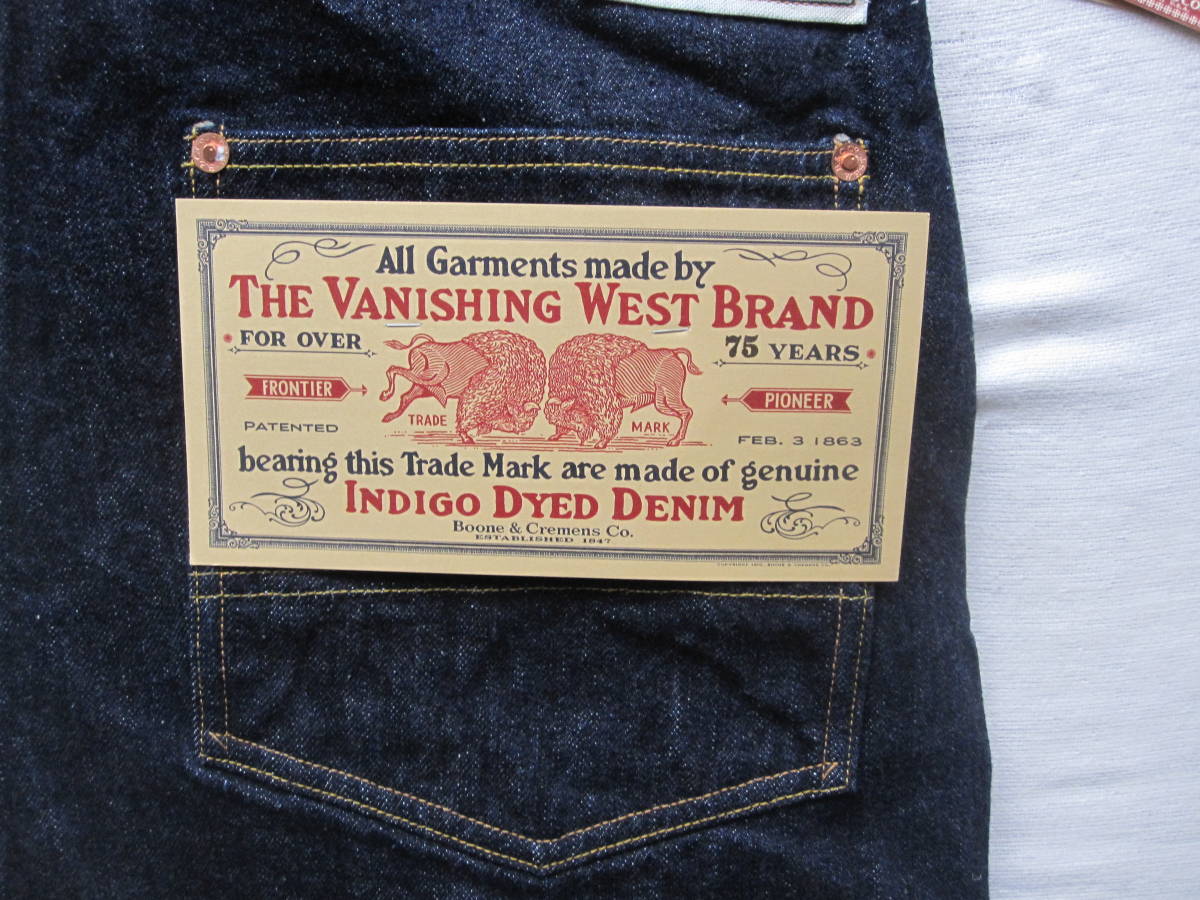 All Garments made by
THE VANISHING WEST BRAND
FOR OVER
75 YEARS
FRONTIER
PIONEER
TRADE
MARK
PATENTED
FEB. 3 1863
bearing this Trade Mark are made of genuine
INDIGO DYED DENIM
Boone & Cremens Co.
ESTABLISHED 1847